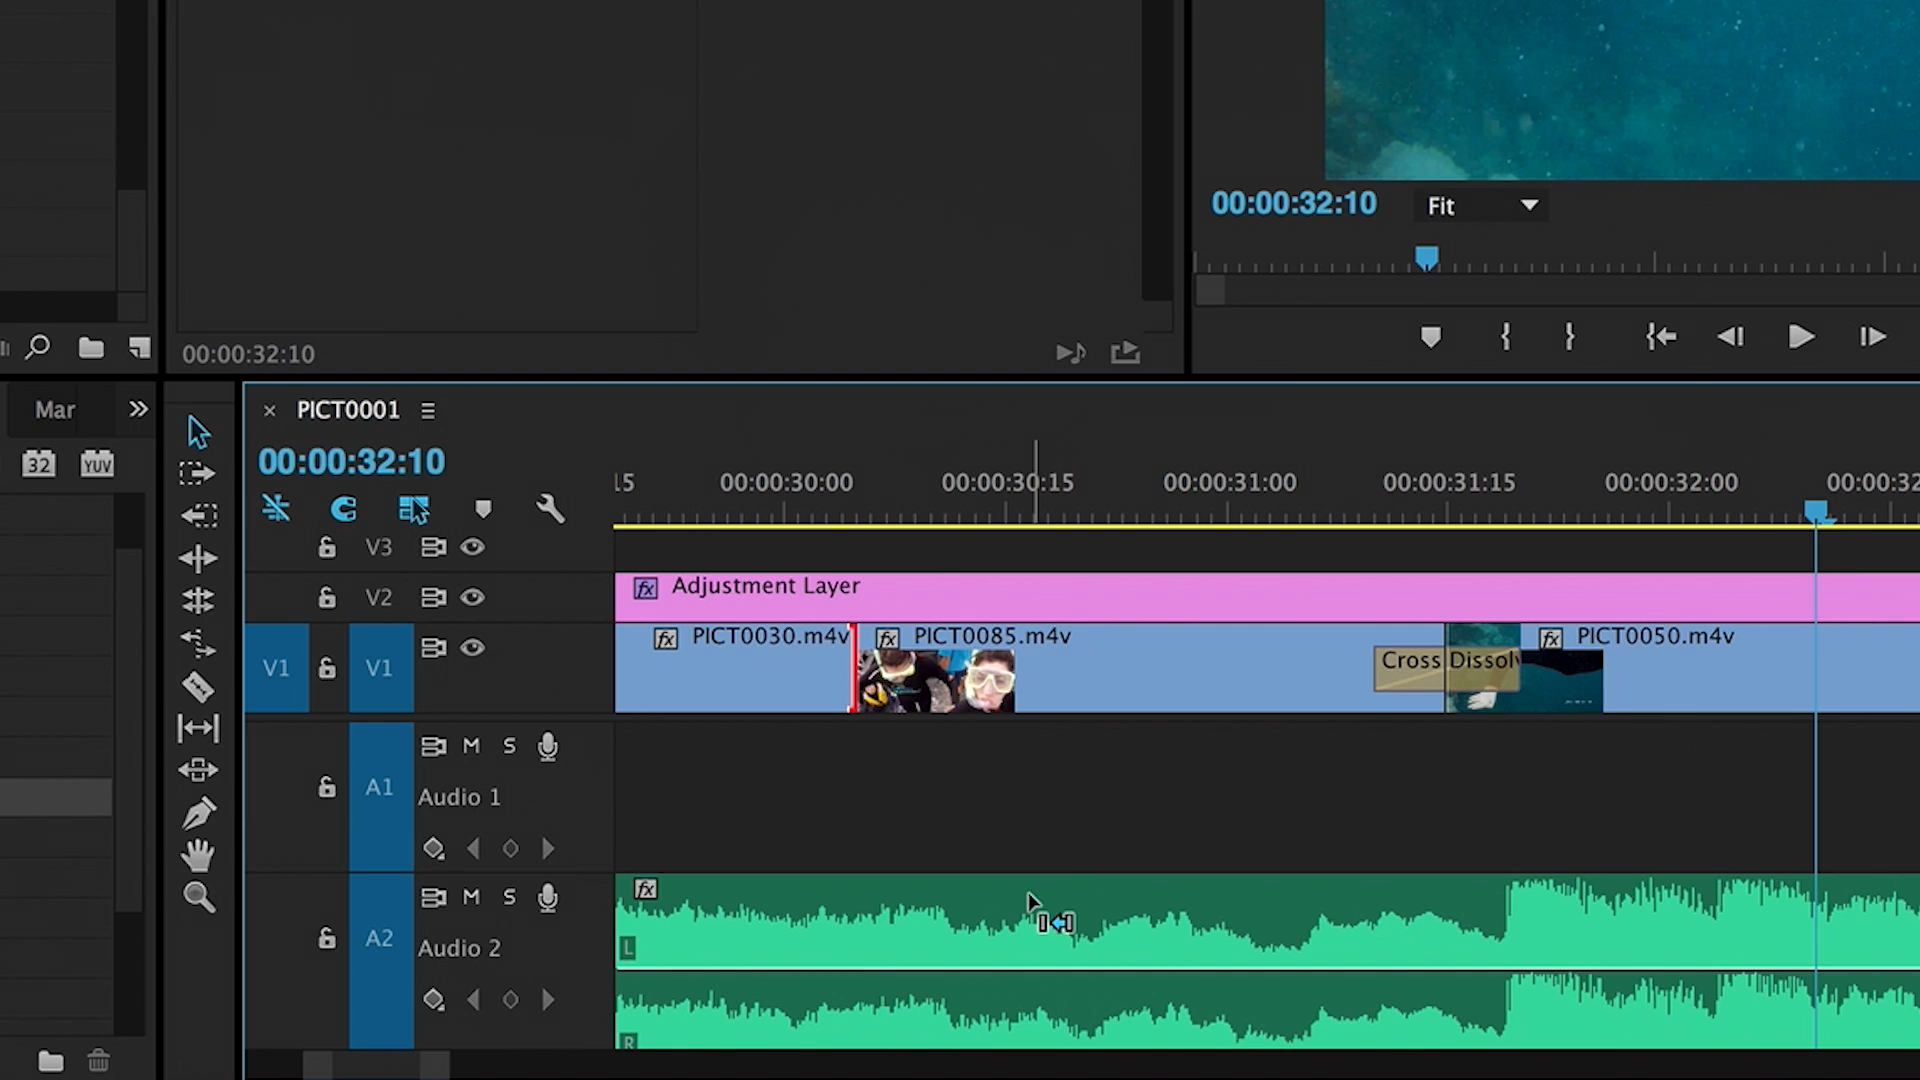 00:00:32:10
Fit
00:00:32:10
Mar
PICT0001
32
YUV
00:00:32:10
15
00:00:30:00
00:00:30:15
00:00:31:00
00:00:31:15
00:00:32:00
00:00:32
V3
V2
fx Adjustment Layer
V1
V1
fx PICT0030.m4v
fx PICT0085.m4v
Cross Dissolv
fx PICT0050.m4v
A1
M S
Audio 1
A2
M S
Audio 2
fx
L
R